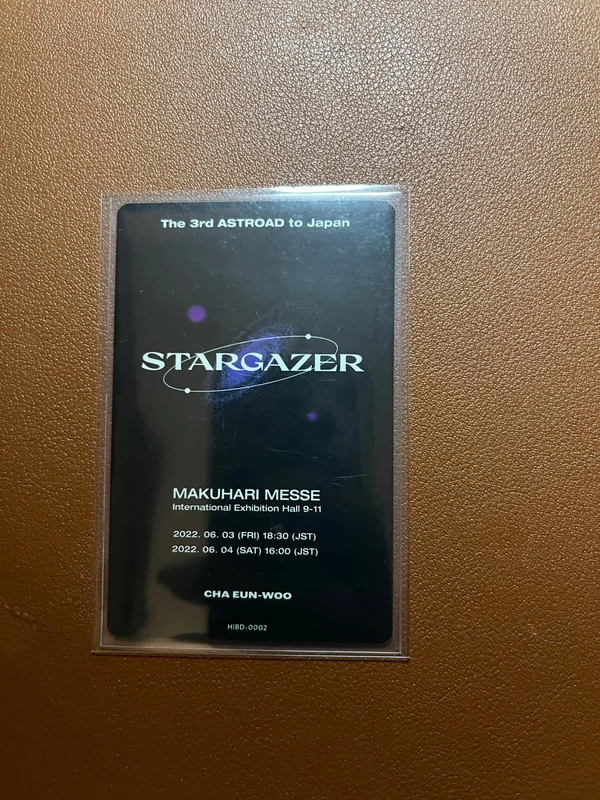 The 3rd ASTROAD to Japan
STARGAZER
MAKUHARI MESSE
International Exhibition Hall 9-11
2022. 06. 03 (FRI) 18:30 (JST)
2022. 06. 04 (SAT) 16:00 (JST)
CHA EUN-WOO
HIBD-0002